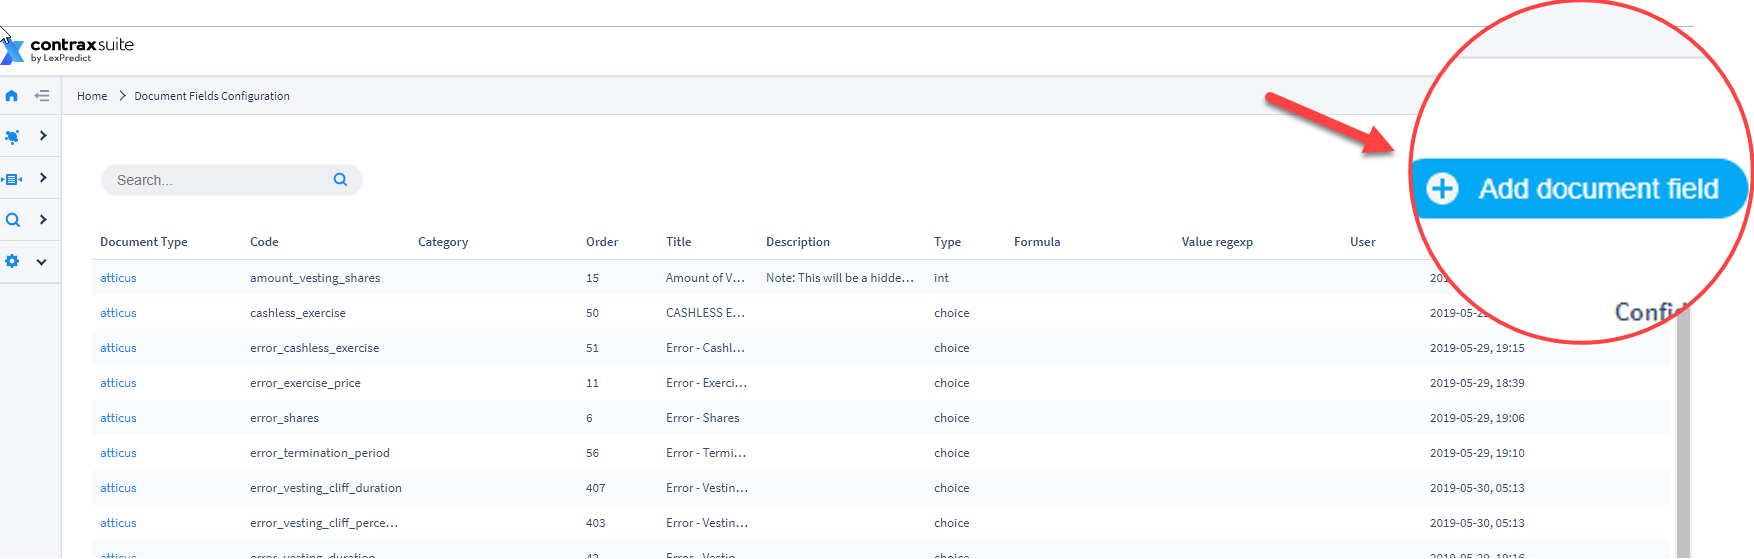 contraxsuite
by LexPredict
Home > Document Fields Configuration
Add document field
Search...
Document Type Code Category Order Title Description Type Formula Value regexp User
Confid
atticus amount_vesting_shares 15 Amount of V... Note: This will be a hidde... int 201
atticus cashless_exercise 50 CASHLESS E... choice 2019-05-2
atticus error_cashless_exercise 51 Error - Cashl... choice 2019-05-29, 19:15
atticus error_exercise_price 11 Error - Exerci... choice 2019-05-29, 18:39
atticus error_shares 6 Error - Shares choice 2019-05-29, 19:06
atticus error_termination_period 56 Error - Termi... choice 2019-05-29, 19:10
atticus error_vesting_cliff_duration 407 Error - Vestin... choice 2019-05-30, 05:13
atticus error_vesting_cliff_perce... 403 Error - Vestin... choice 2019-05-30, 05:13
atticus error_vesting_duration 42 Error - Vestin... choice 2019-05-29, 19:16